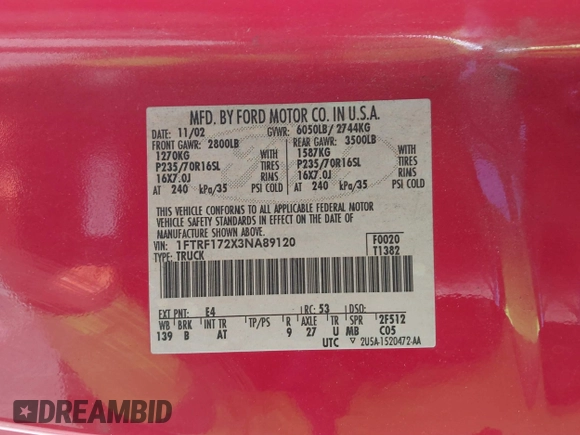 MFD. BY FORD MOTOR CO. IN U.S.A.
DATE: 11/02 GVWR: 6050LB/ 2744KG
FRONT GAWR: 2800LB REAR GAWR: 3500LB
1270KG WITH 1587KG WITH
P235/70R16SL TIRES P235/70R16SL TIRES
16X7.0J RIMS 16X7.0J RIMS
AT 240 kPa/35 PSI COLD AT 240 kPa/35 PSI COLD
THIS VEHICLE CONFORMS TO ALL APPLICABLE FEDERAL MOTOR
VEHICLE SAFETY STANDARDS IN EFFECT ON THE DATE OF
MANUFACTURE SHOWN ABOVE.
VIN: 1FTRF172X3NA89120 F0020
TYPE: TRUCK T1382
EXT PNT: E4 RC: 53 DSO:
WB BRK INT TR TP/PS R AXLE TR SPR 2F512
139 B AT 9 27 U MB C05
UTC 2U5A-1520472-AA
DREAMBID